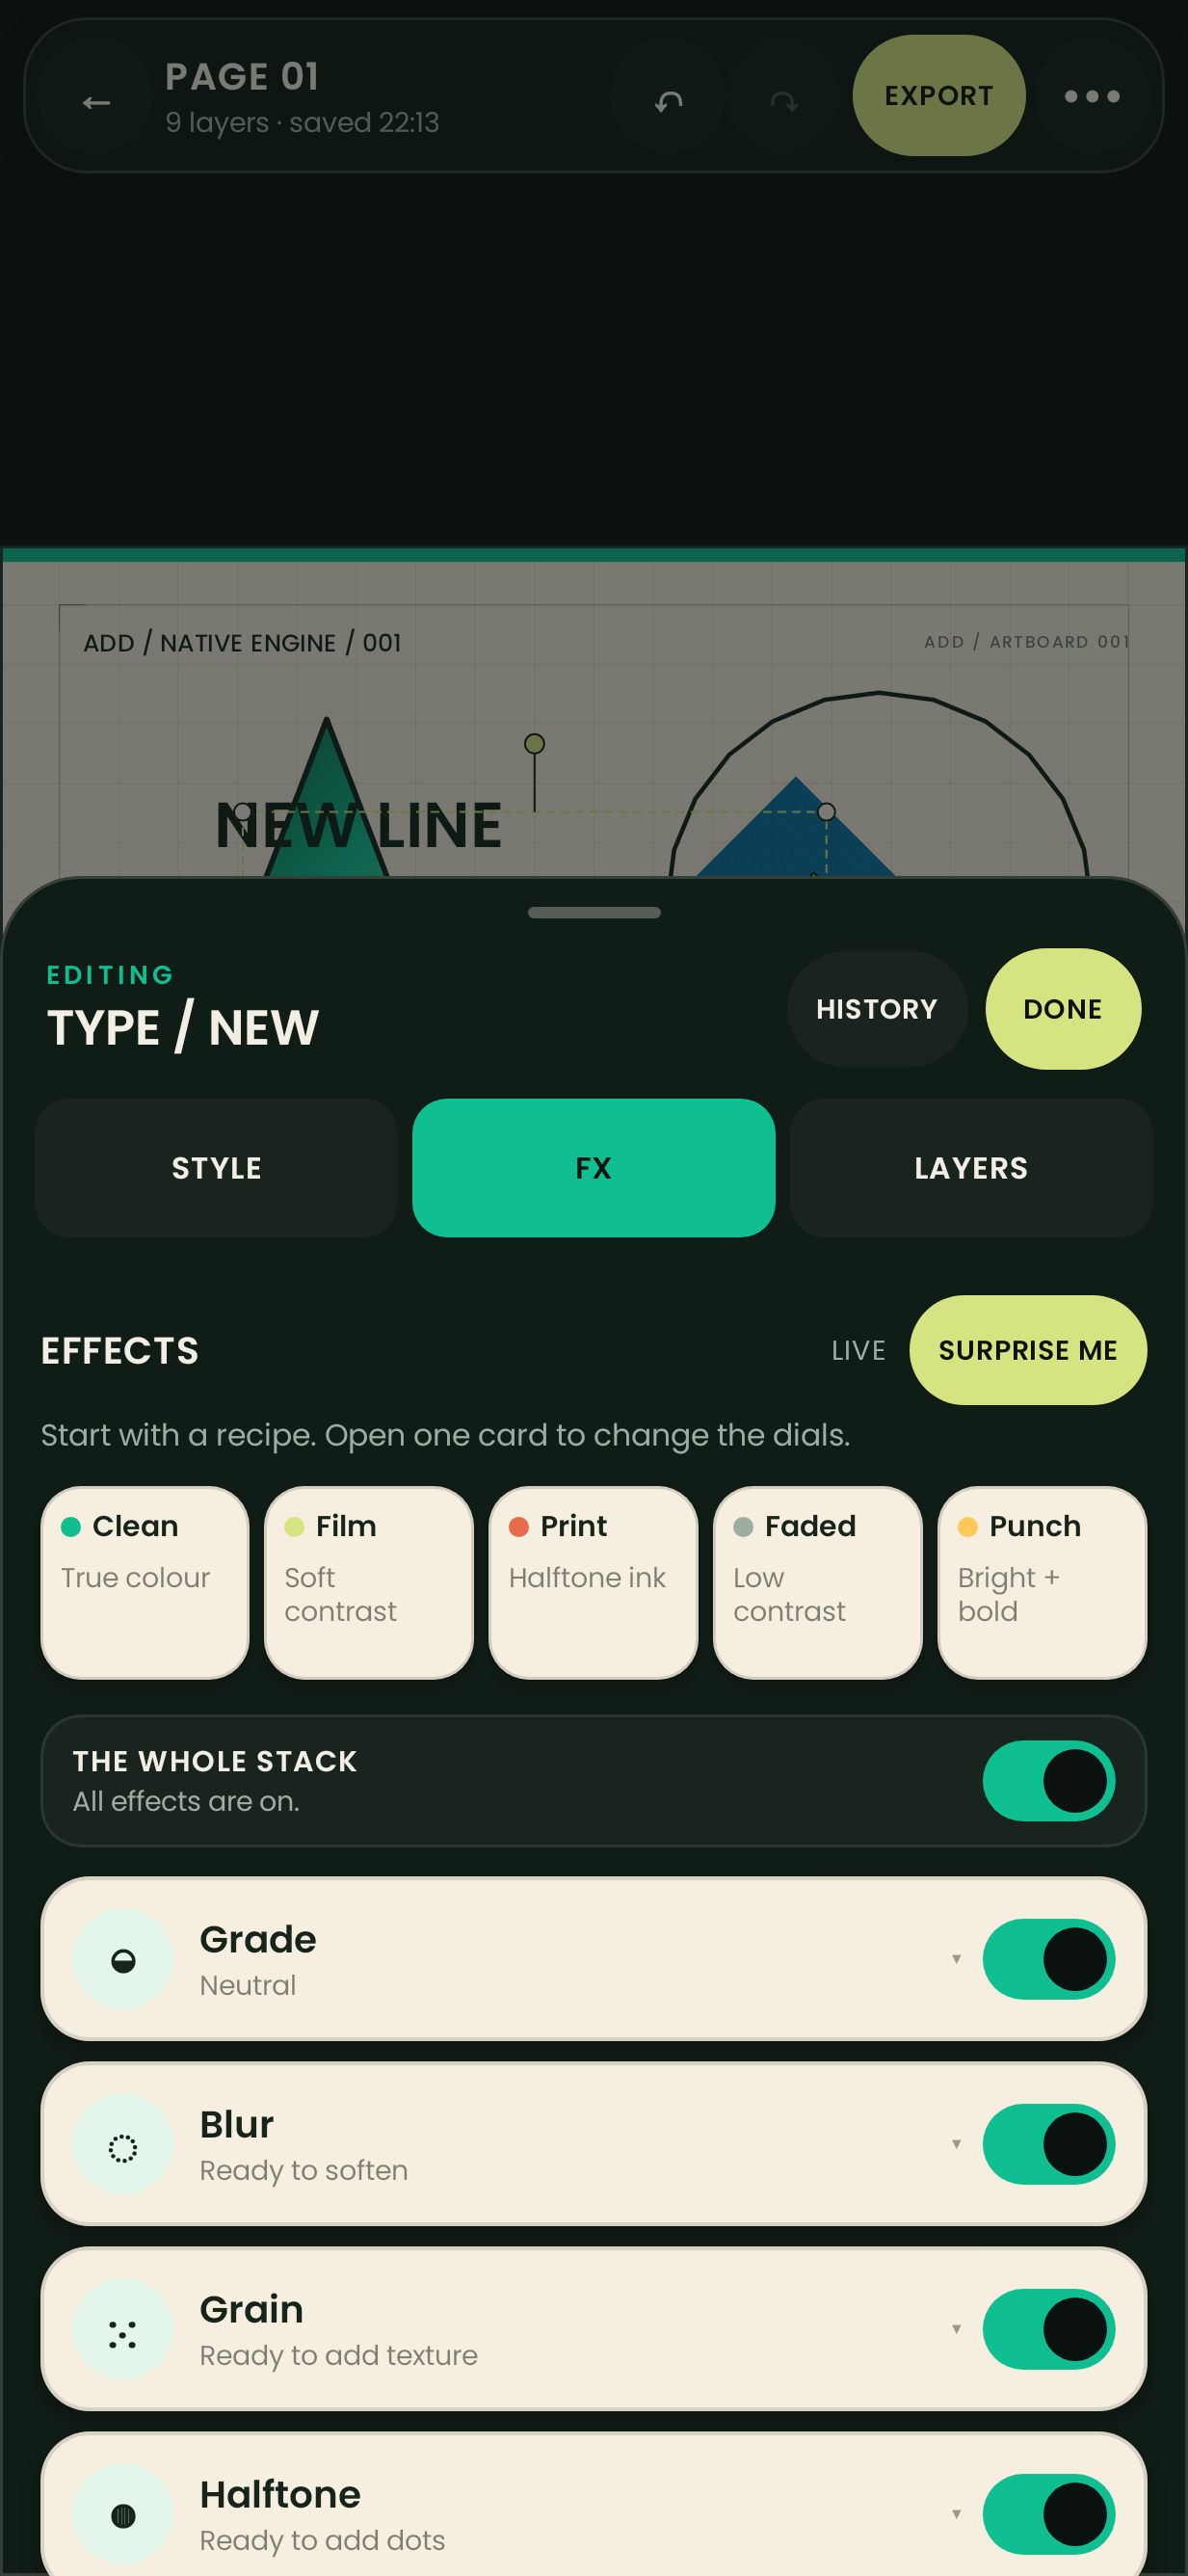 PAGE 01
9 layers · saved 22:13
EXPORT
ADD / NATIVE ENGINE / 001
ADD / ARTBOARD 001
NEW LINE
EDITING
TYPE / NEW
HISTORY
DONE
STYLE
FX
LAYERS
EFFECTS
LIVE
SURPRISE ME
Start with a recipe. Open one card to change the dials.
Clean
True colour
Film
Soft
contrast
Print
Halftone ink
Faded
Low
contrast
Punch
Bright +
bold
THE WHOLE STACK
All effects are on.
Grade
Neutral
Blur
Ready to soften
Grain
Ready to add texture
Halftone
Ready to add dots